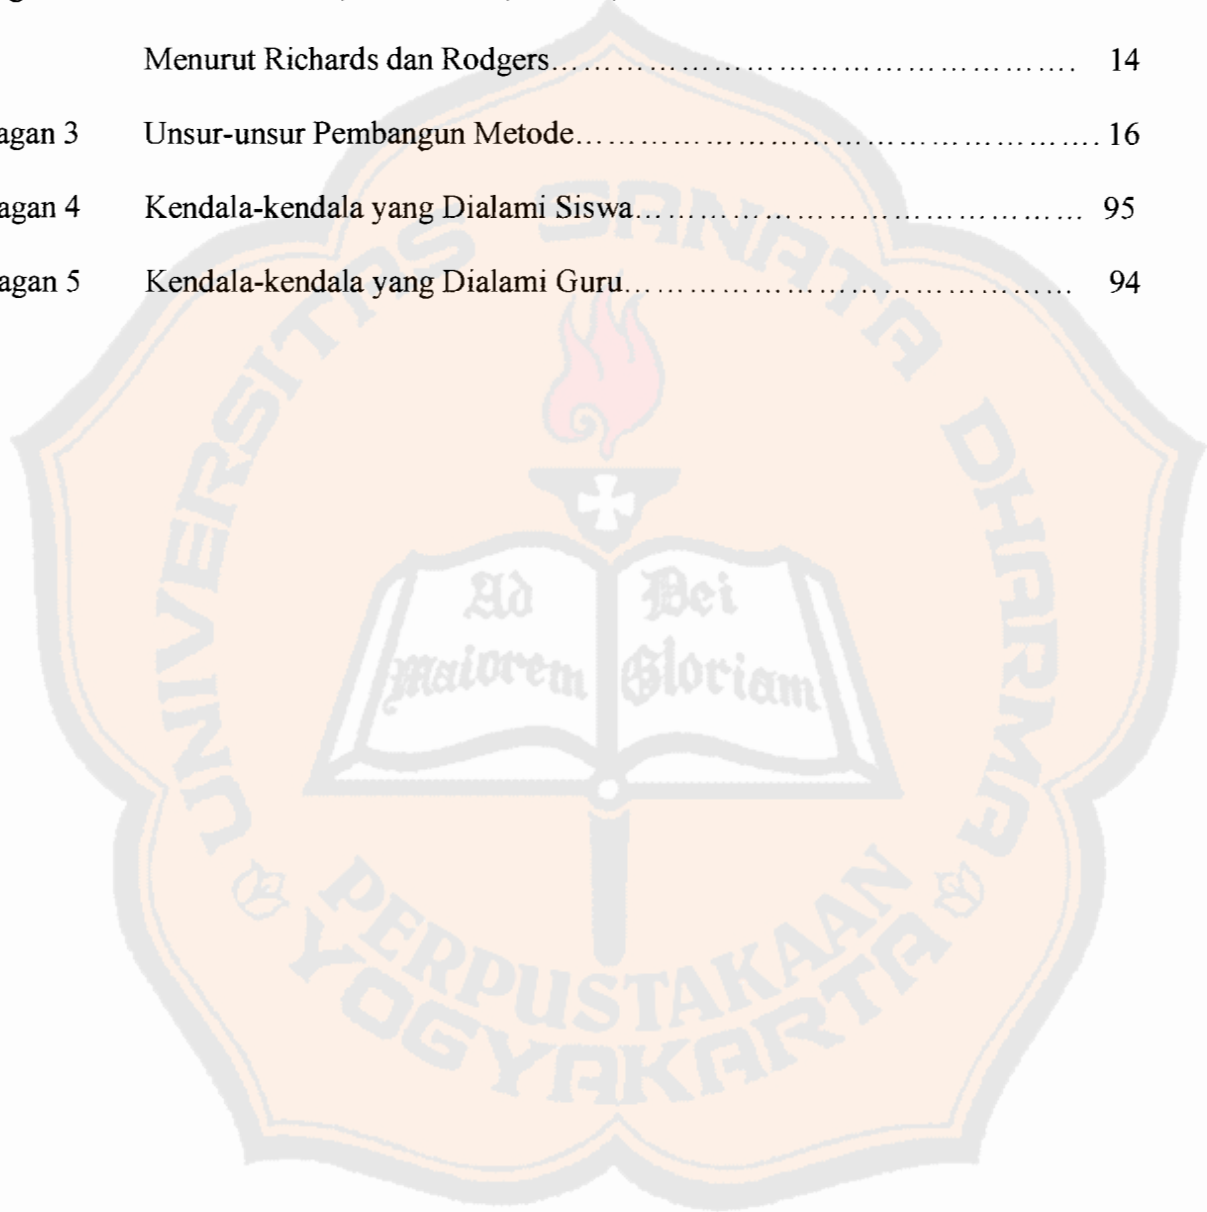 Menurut Richards dan Rodgers………………………………………… 14
agan 3 Unsur-unsur Pembangun Metode………………………………………… 16
agan 4 Kendala-kendala yang Dialami Siswa…………………………………… 95
agan 5 Kendala-kendala yang Dialami Guru…………………………………… 94
UNIVERSITAS SANATA DHARMA
Ad Dei
Maiorem Gloriam
PERPUSTAKAAN
YOGYAKARTA